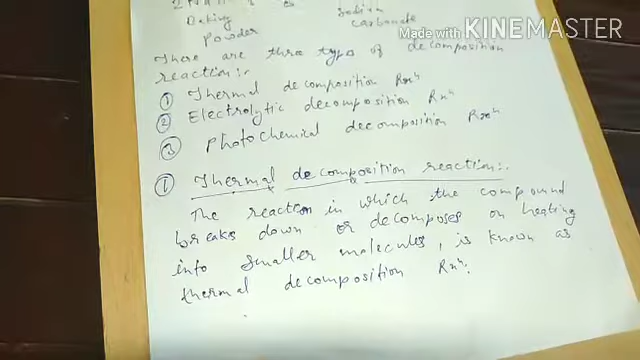 Baking sodium
Powder carbonate
Made with KINEMASTER
There are three types of decomposition
reaction:-
① Thermal decomposition Rxⁿ
② Electrolytic decomposition Rxⁿ
③ Photochemical decomposition Rxⁿ
① Thermal decomposition reaction:-
The reaction in which the compound
breaks down or decomposes on heating
into smaller molecules, is known as
thermal decomposition Rxⁿ.